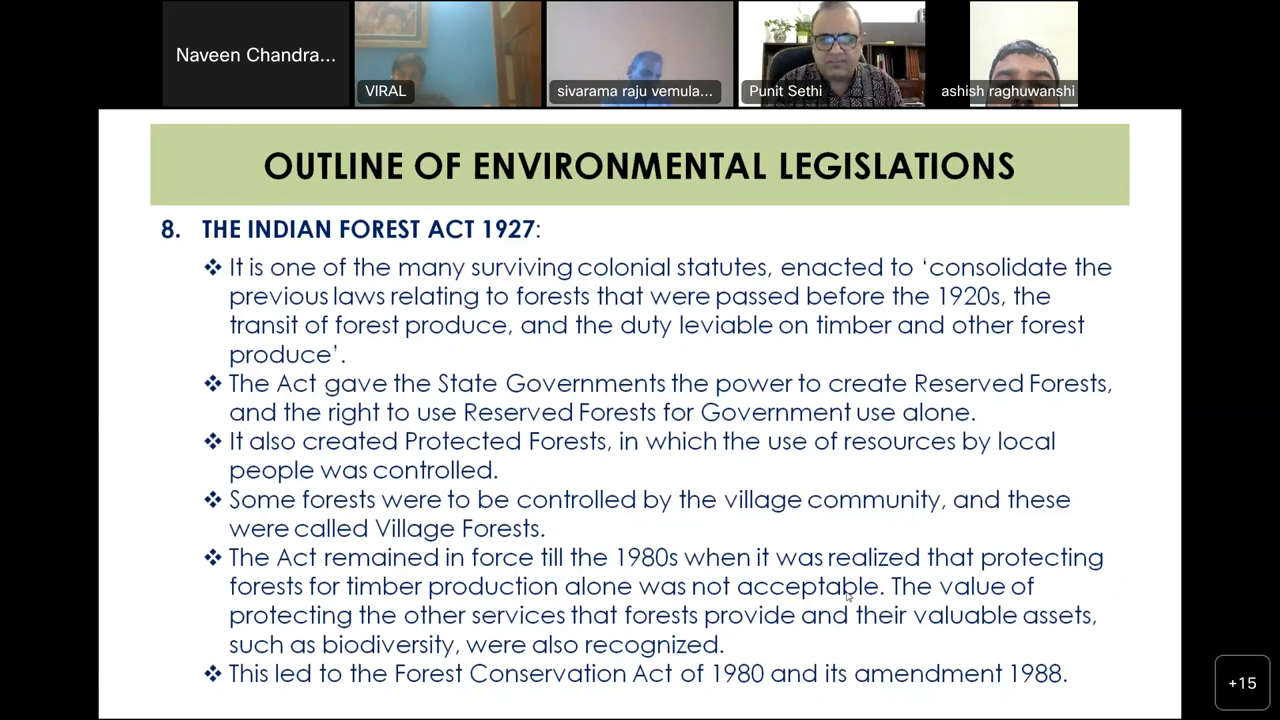 Naveen Chandra...
VIRAL
sivarama raju vemula...
Punit Sethi
ashish raghuwanshi
OUTLINE OF ENVIRONMENTAL LEGISLATIONS
8. THE INDIAN FOREST ACT 1927:
❖ It is one of the many surviving colonial statutes, enacted to ‘consolidate the
previous laws relating to forests that were passed before the 1920s, the
transit of forest produce, and the duty leviable on timber and other forest
produce’.
❖ The Act gave the State Governments the power to create Reserved Forests,
and the right to use Reserved Forests for Government use alone.
❖ It also created Protected Forests, in which the use of resources by local
people was controlled.
❖ Some forests were to be controlled by the village community, and these
were called Village Forests.
❖ The Act remained in force till the 1980s when it was realized that protecting
forests for timber production alone was not acceptable. The value of
protecting the other services that forests provide and their valuable assets,
such as biodiversity, were also recognized.
❖ This led to the Forest Conservation Act of 1980 and its amendment 1988.
+15